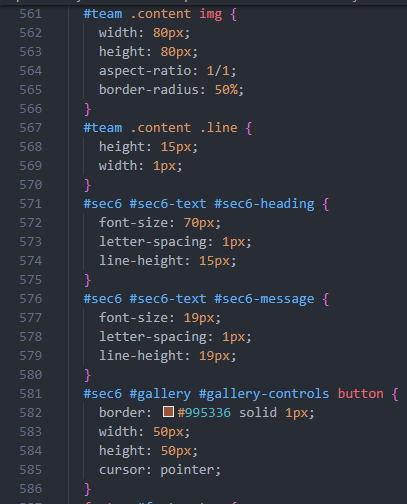 561 #team .content img {
562 width: 80px;
563 height: 80px;
564 aspect-ratio: 1/1;
565 border-radius: 50%;
566 }
567 #team .content .line {
568 height: 15px;
569 width: 1px;
570 }
571 #sec6 #sec6-text #sec6-heading {
572 font-size: 70px;
573 letter-spacing: 1px;
574 line-height: 15px;
575 }
576 #sec6 #sec6-text #sec6-message {
577 font-size: 19px;
578 letter-spacing: 1px;
579 line-height: 19px;
580 }
581 #sec6 #gallery #gallery-controls button {
582 border: #995336 solid 1px;
583 width: 50px;
584 height: 50px;
585 cursor: pointer;
586 }